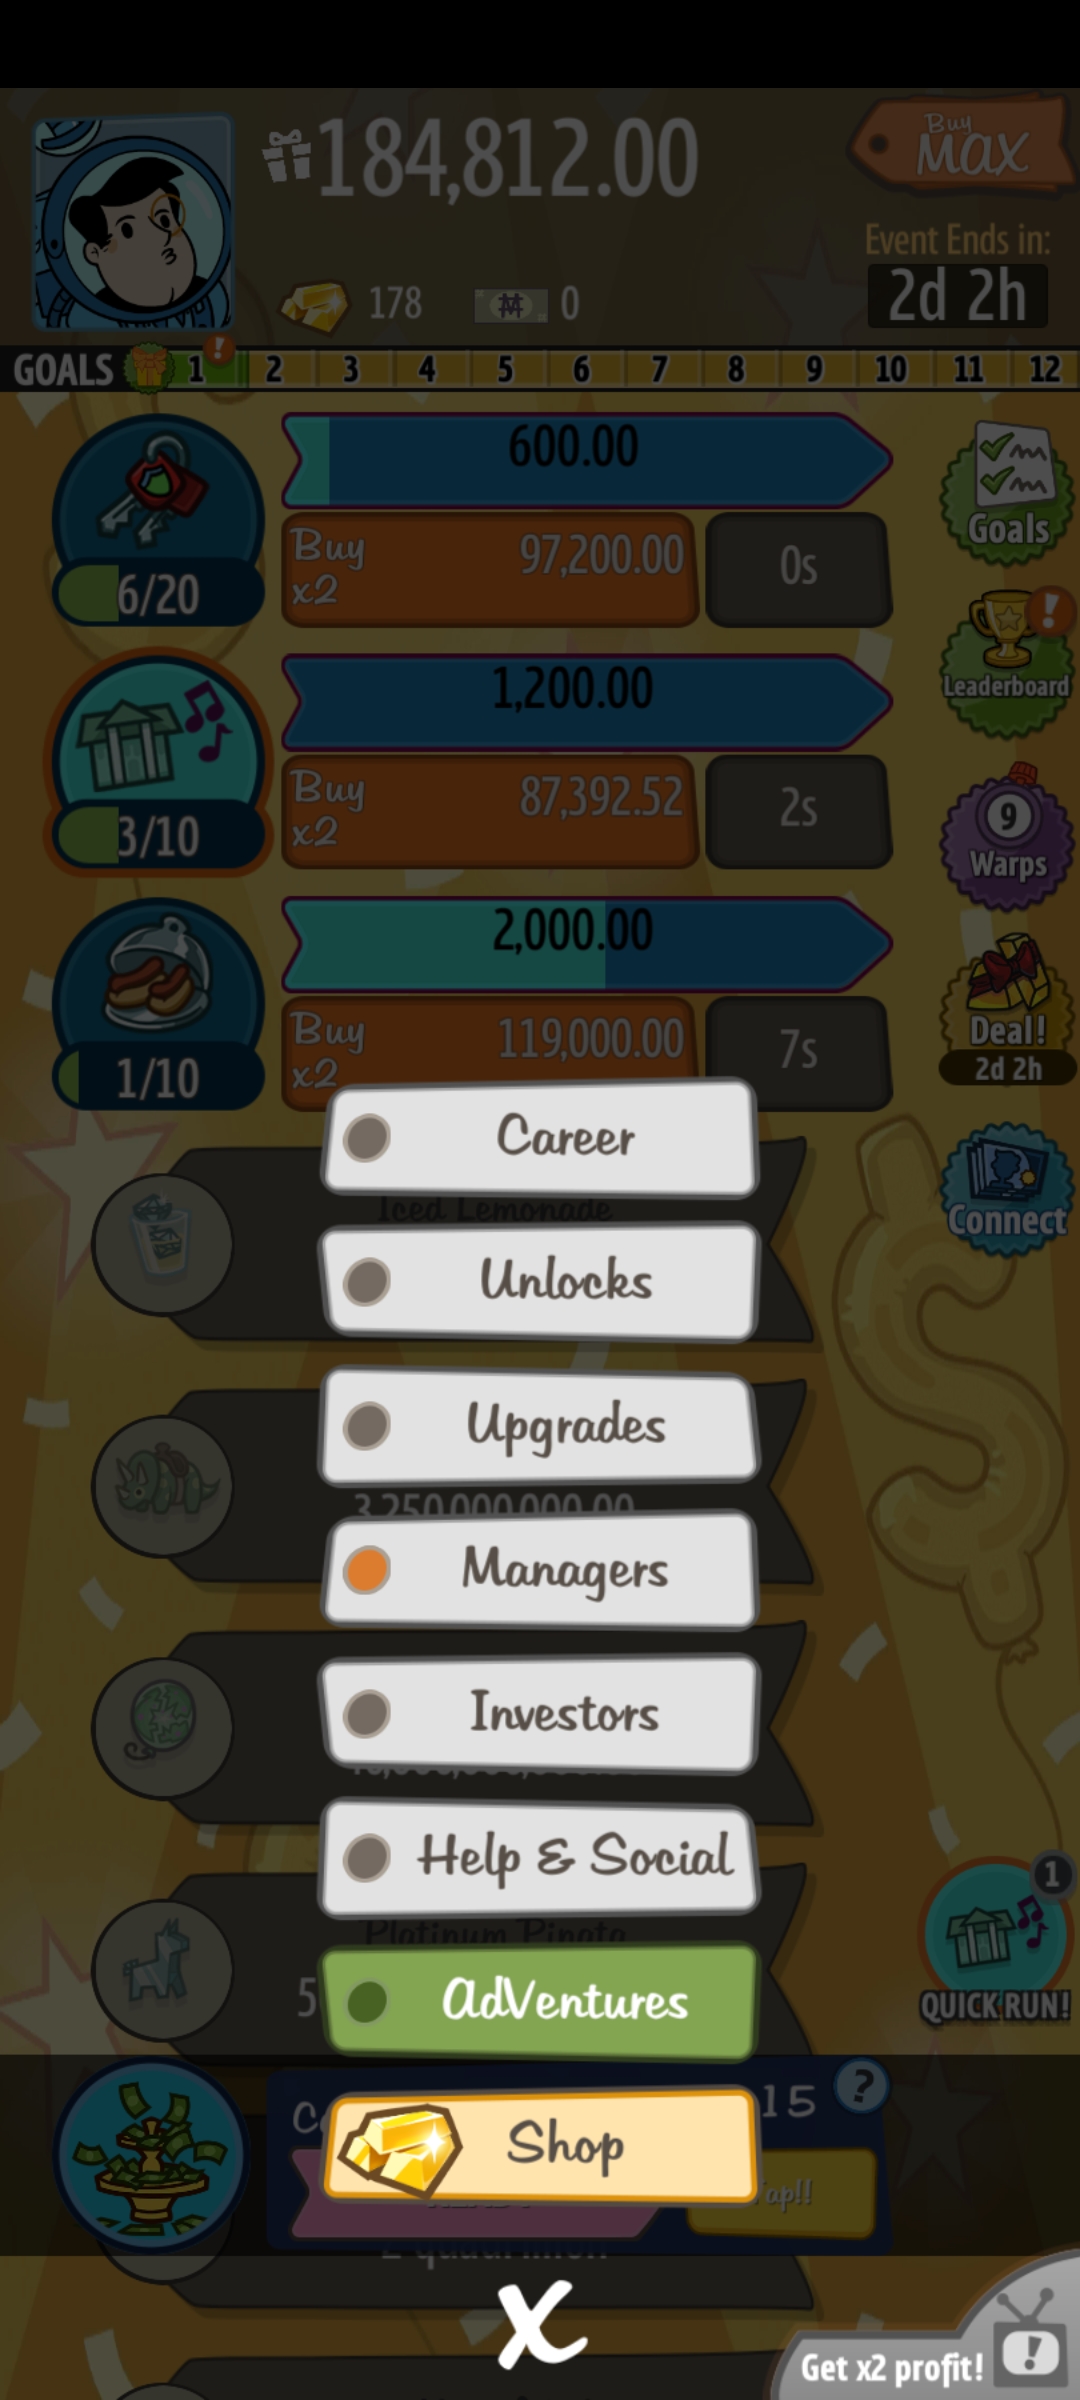 184,812.00
Buy
MAX
Event Ends in:
178
0
2d 2h
GOALS 1 ! 2 3 4 5 6 7 8 9 10 11 12
600.00
Buy
x2
97,200.00
0s
6/20
Goals
1,200.00
Buy
x2
87,392.52
2s
3/10
!
Leaderboard
9
Warps
2,000.00
Buy
x2
119,000.00
7s
1/10
Deal!
2d 2h
Career
Iced Lemonade
Connect
Unlocks
Upgrades
3,250,000,000.00
Managers
Investors
Help & Social
Platinum Pinata
5
1
QUICK RUN!
AdVentures
15
?
Shop
X
Get x2 profit!
!